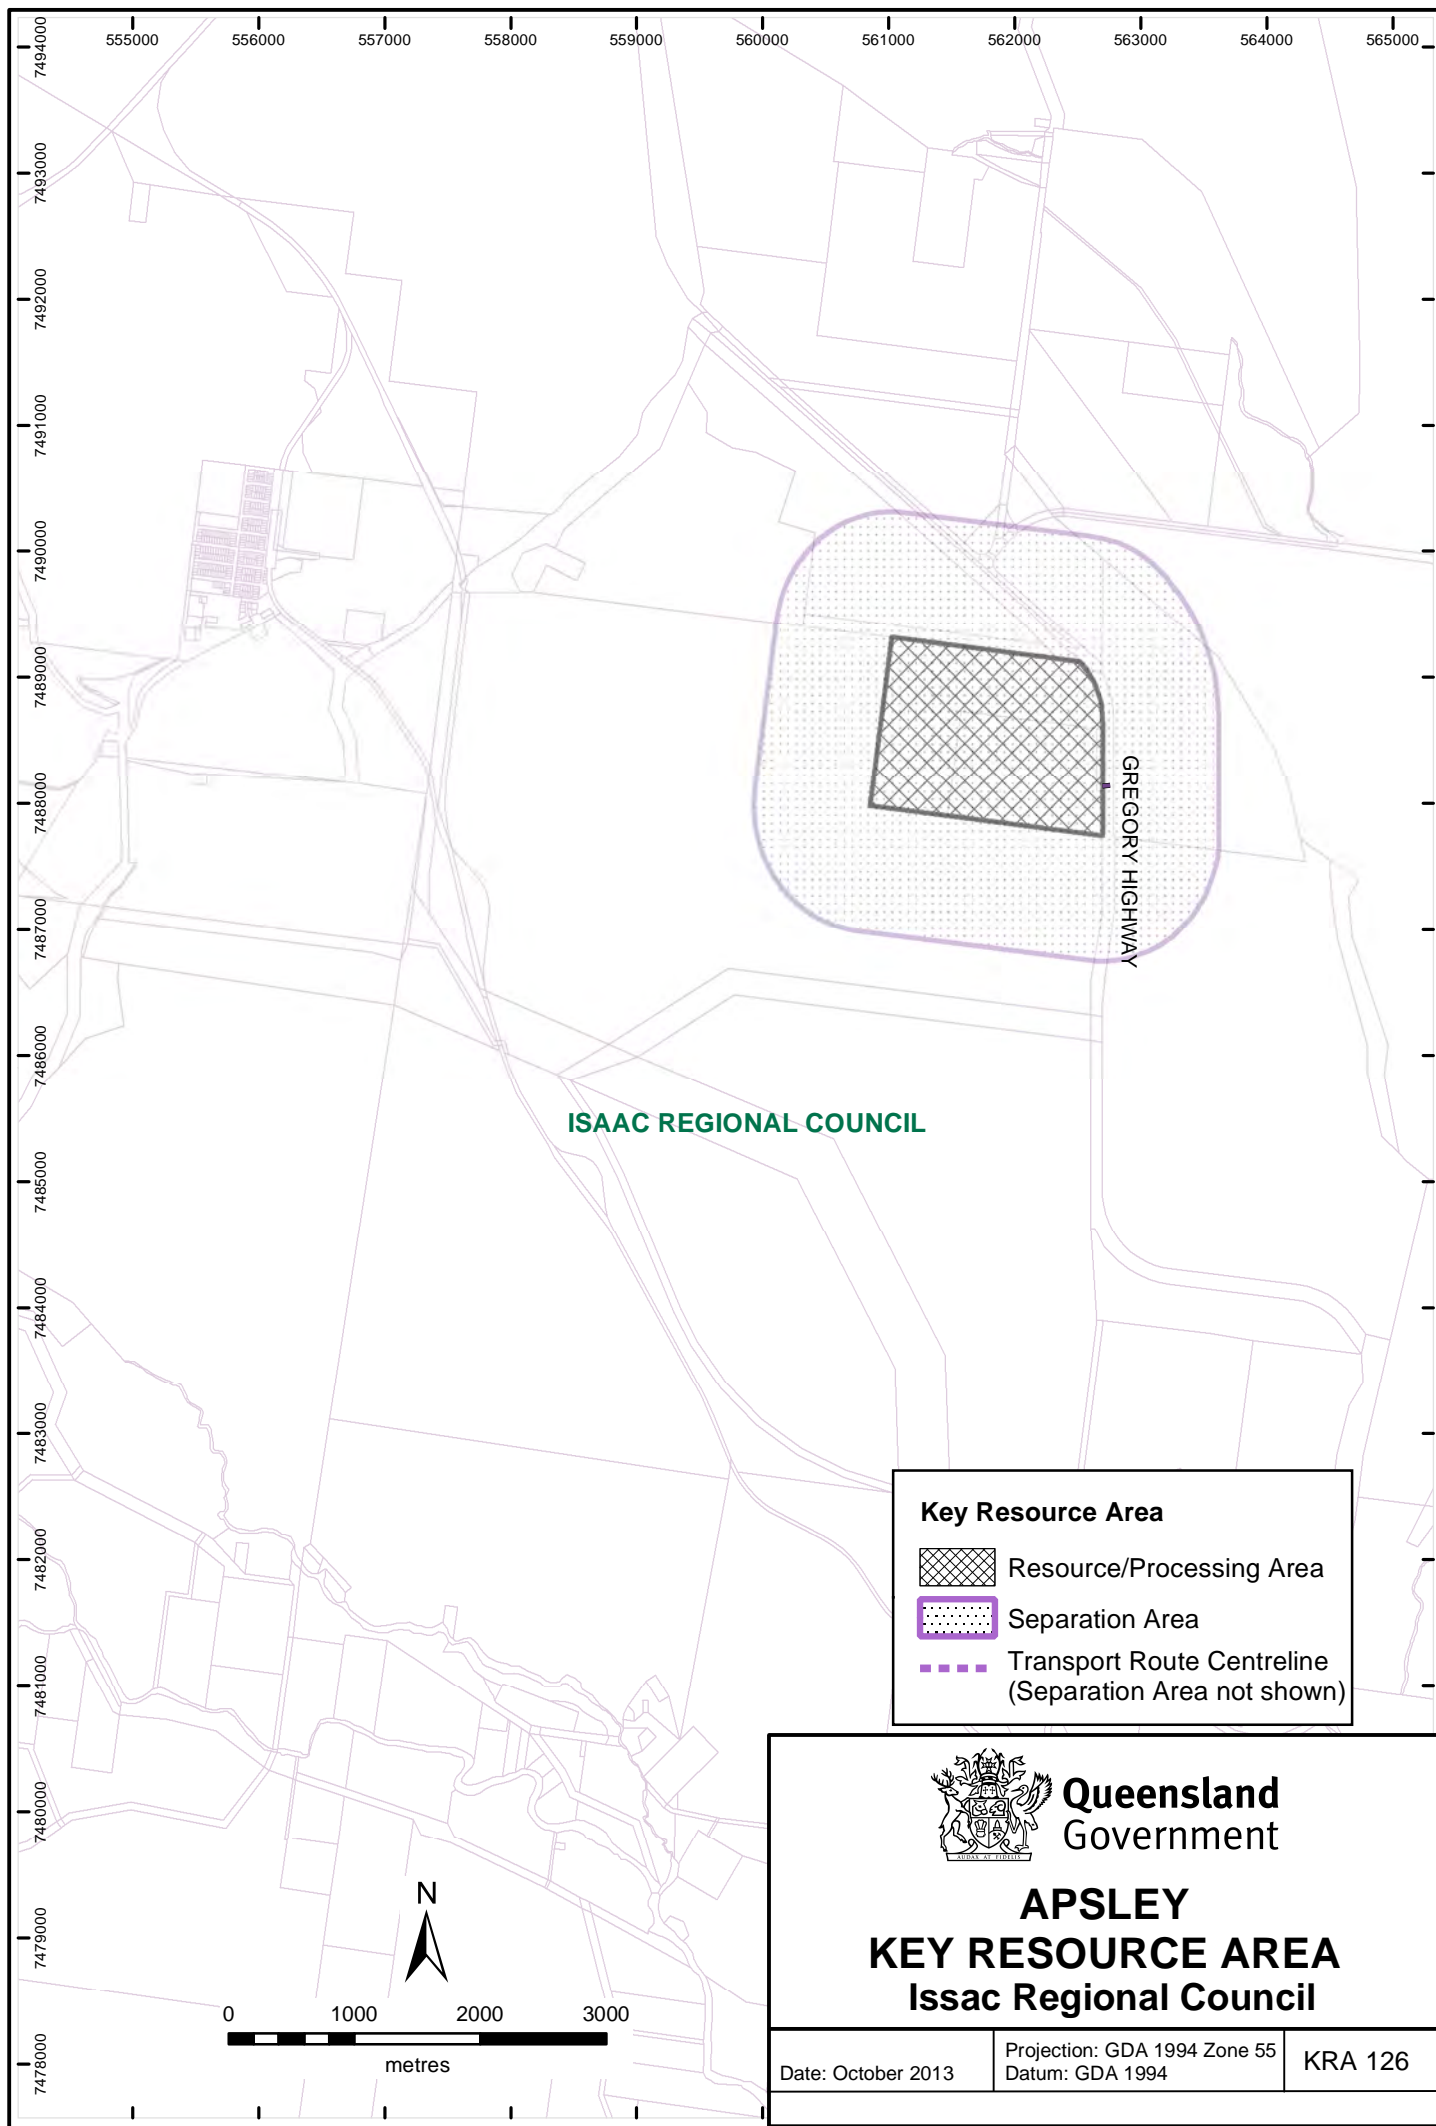 555000 556000 557000 558000 559000 560000 561000 562000 563000 564000 565000
7494000
7493000
7492000
7491000
7490000
7489000
7488000
7487000
7486000
7485000
7484000
7483000
7482000
7481000
7480000
7479000
7478000
GREGORY HIGHWAY
ISAAC REGIONAL COUNCIL
Key Resource Area
Resource/Processing Area
Separation Area
Transport Route Centreline
(Separation Area not shown)
N
0 1000 2000 3000
metres
AUDAX AT FIDELIS
Queensland
Government
APSLEY
KEY RESOURCE AREA
Issac Regional Council
Date: October 2013
Projection: GDA 1994 Zone 55
Datum: GDA 1994
KRA 126